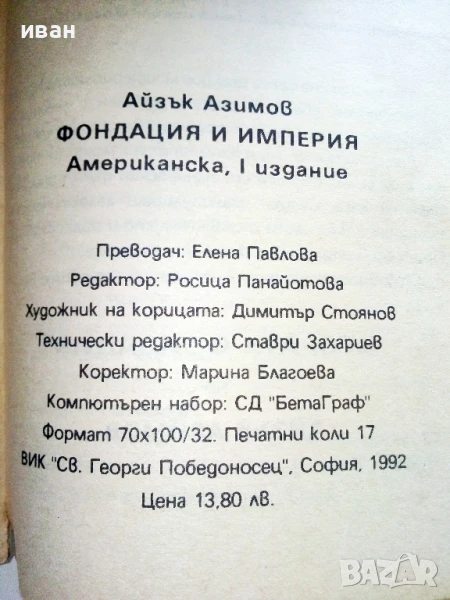 иван
Айзък Азимов
ФОНДАЦИЯ И ИМПЕРИЯ
Американска, I издание
Преводач: Елена Павлова
Редактор: Росица Панайотова
Художник на корицата: Димитър Стоянов
Технически редактор: Ставри Захариев
Коректор: Марина Благоева
Компютърен набор: СД "БетаГраф"
Формат 70x100/32. Печатни коли 17
ВИК "Св. Георги Победоносец", София, 1992
Цена 13,80 лв.
BAZAR